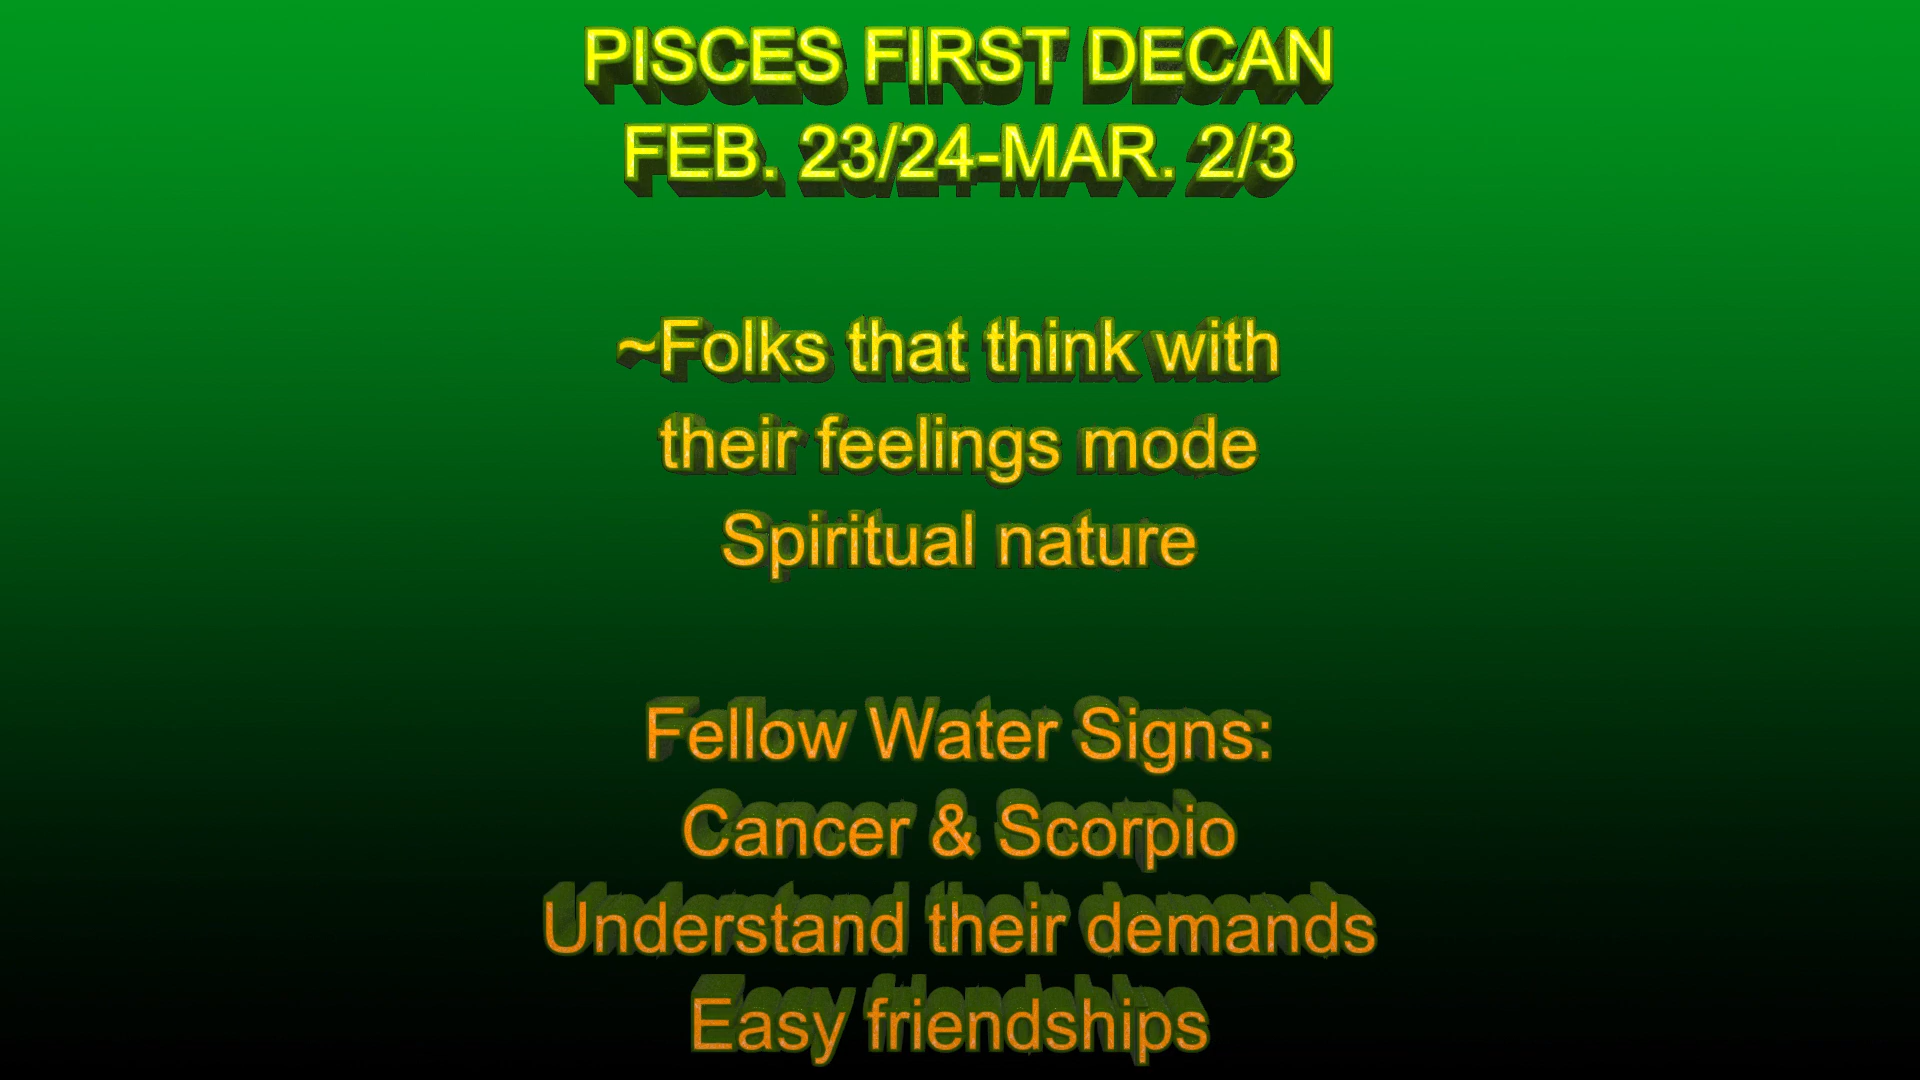 PISCES FIRST DECAN
FEB. 23/24-MAR. 2/3
~Folks that think with
their feelings mode
Spiritual nature
Fellow Water Signs:
Cancer & Scorpio
Understand their demands
Easy friendships